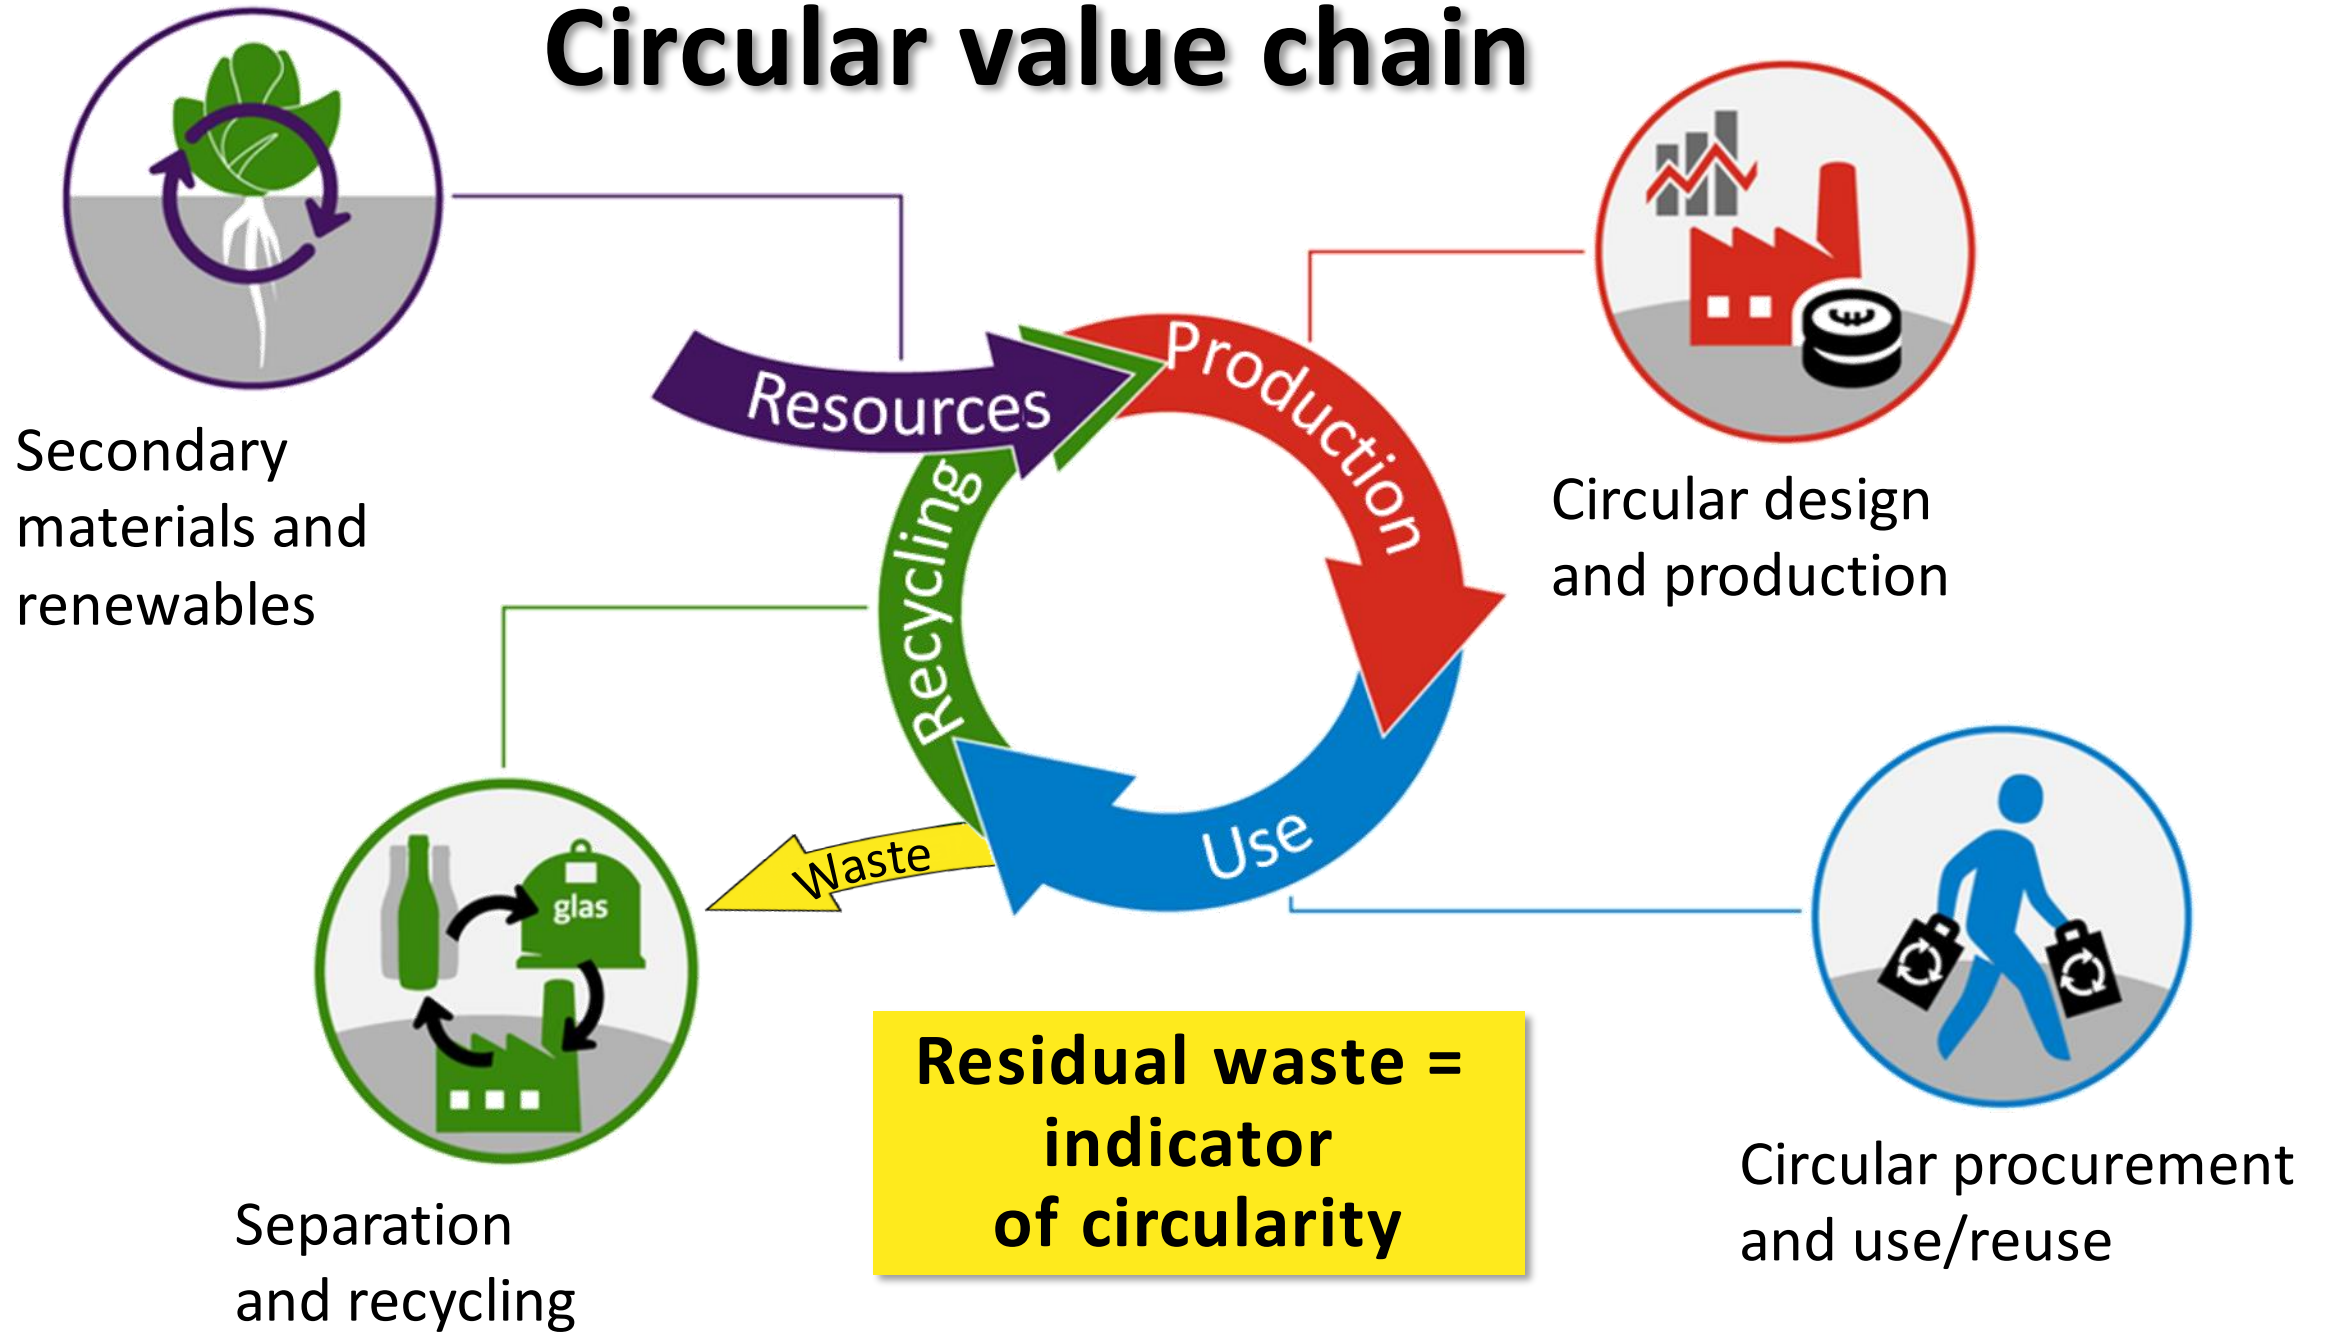 Circular value chain
Secondary
materials and
renewables
Resources
Production
Circular design
and production
Recycling
Use
Waste
glas
Residual waste =
indicator
of circularity
Separation
and recycling
Circular procurement
and use/reuse